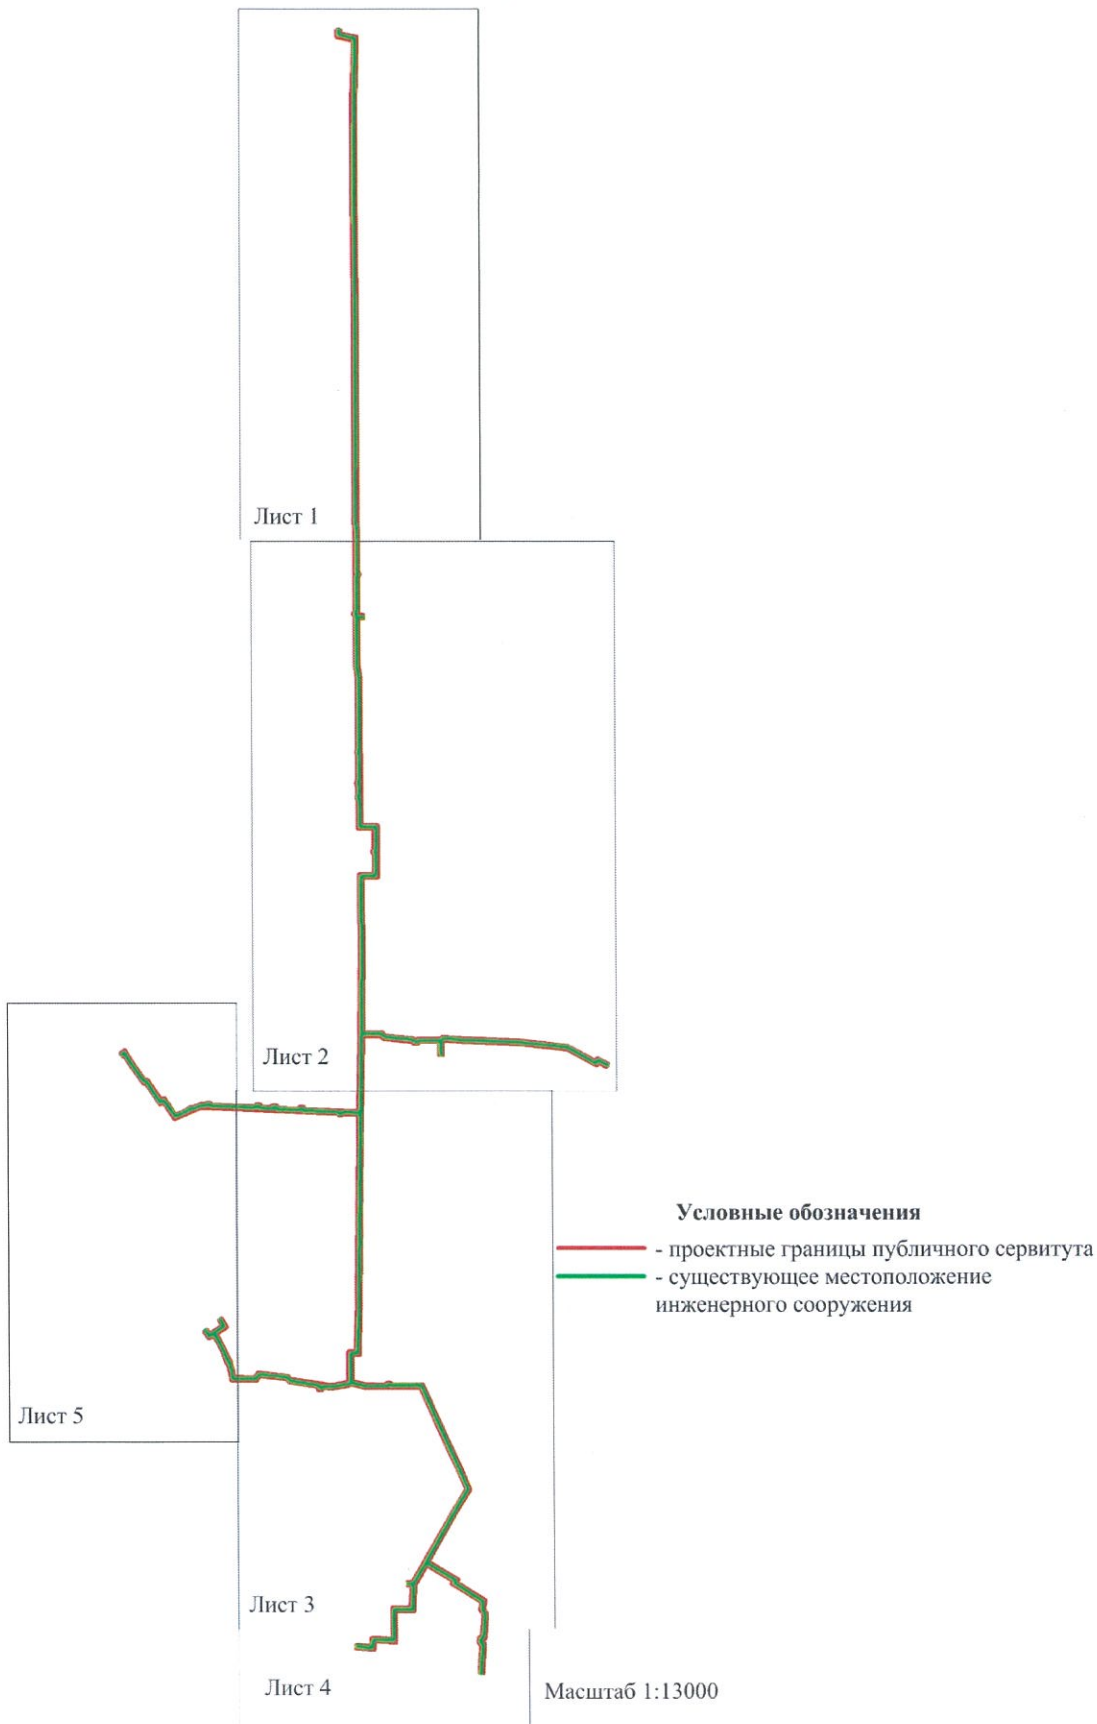 Лист 1
Лист 2
Условные обозначения
- проектные границы публичного сервитута
- существующее местоположение
инженерного сооружения
Лист 5
Лист 3
Лист 4
Масштаб 1:13000